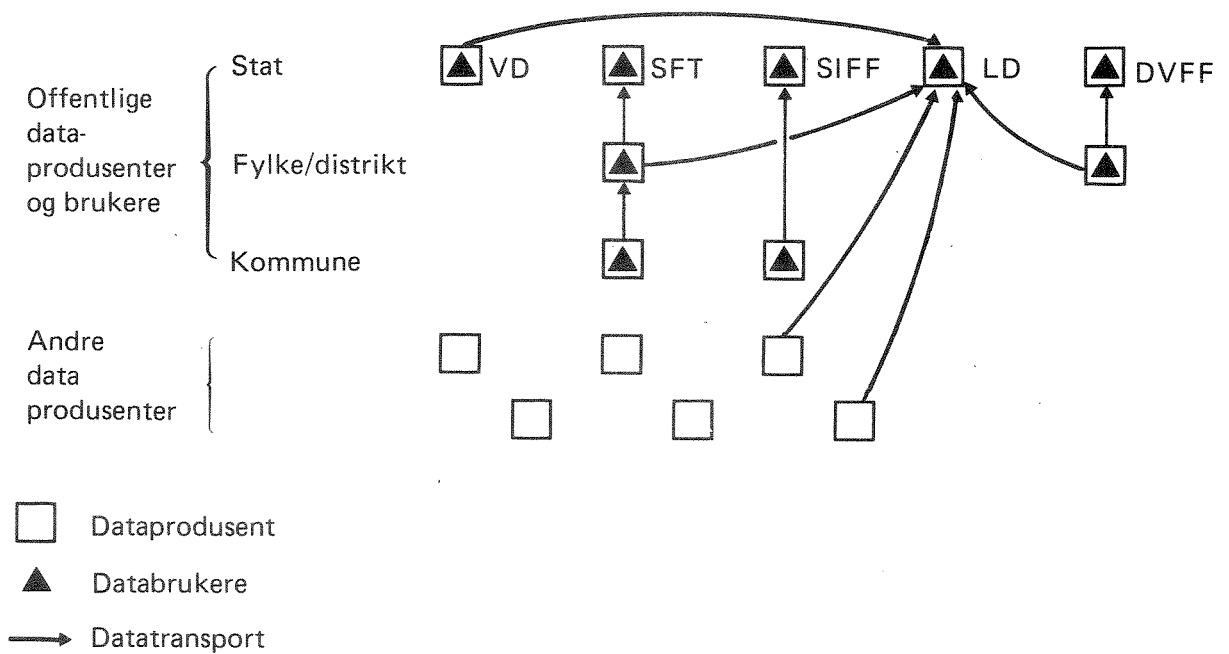 Offentlige
data-
produsenter
og brukere
Stat
Fylke/distrikt
Kommune
VD
SFT
SIFF
LD
DVFF
Andre
data
produsenter
Dataprodusent
Databrukere
Datatransport